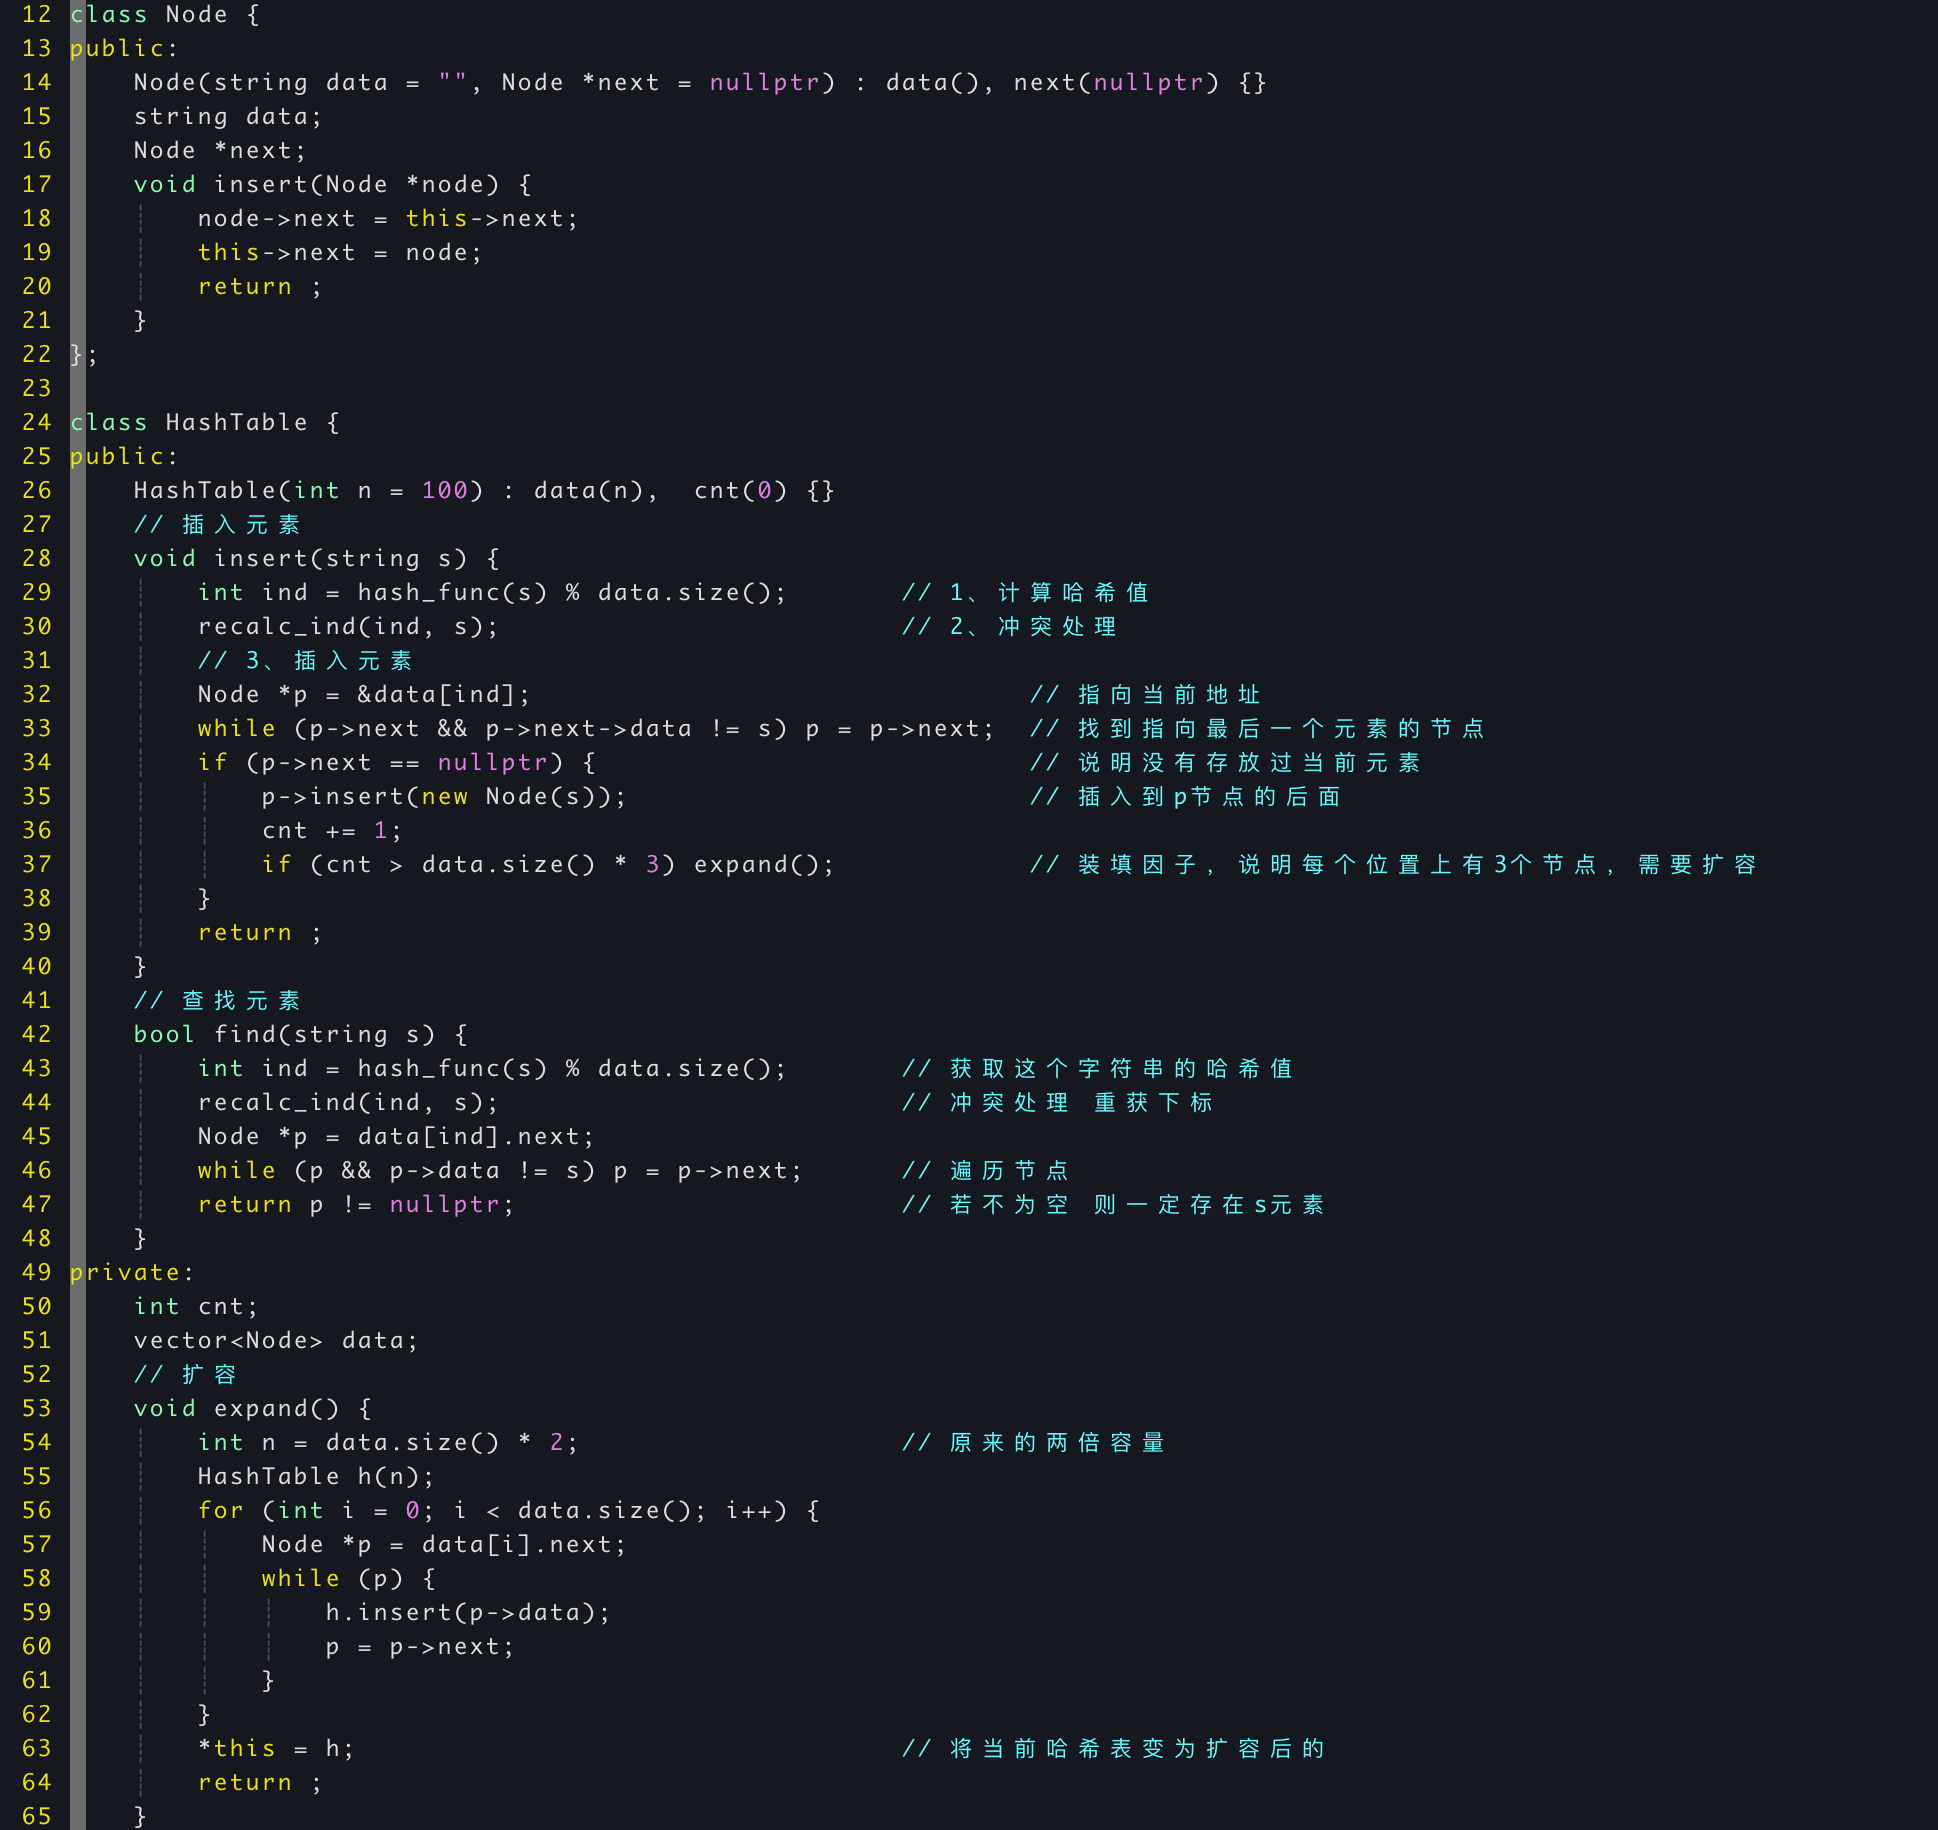 12 class Node {
13 public:
14     Node(string data = "", Node *next = nullptr) : data(), next(nullptr) {}
15     string data;
16     Node *next;
17     void insert(Node *node) {
18         node->next = this->next;
19         this->next = node;
20         return ;
21     }
22 };
23
24 class HashTable {
25 public:
26     HashTable(int n = 100) : data(n),  cnt(0) {}
27     // 插入元素
28     void insert(string s) {
29         int ind = hash_func(s) % data.size();       // 1、计算哈希值
30         recalc_ind(ind, s);                         // 2、冲突处理
31         // 3、插入元素
32         Node *p = &data[ind];                               // 指向当前地址
33         while (p->next && p->next->data != s) p = p->next;  // 找到指向最后一个元素的节点
34         if (p->next == nullptr) {                           // 说明没有存放过当前元素
35             p->insert(new Node(s));                         // 插入到p节点的后面
36             cnt += 1;
37             if (cnt > data.size() * 3) expand();            // 装填因子，说明每个位置上有3个节点，需要扩容
38         }
39         return ;
40     }
41     // 查找元素
42     bool find(string s) {
43         int ind = hash_func(s) % data.size();       // 获取这个字符串的哈希值
44         recalc_ind(ind, s);                         // 冲突处理 重获下标
45         Node *p = data[ind].next;
46         while (p && p->data != s) p = p->next;      // 遍历节点
47         return p != nullptr;                        // 若不为空 则一定存在s元素
48     }
49 private:
50     int cnt;
51     vector<Node> data;
52     // 扩容
53     void expand() {
54         int n = data.size() * 2;                    // 原来的两倍容量
55         HashTable h(n);
56         for (int i = 0; i < data.size(); i++) {
57             Node *p = data[i].next;
58             while (p) {
59                 h.insert(p->data);
60                 p = p->next;
61             }
62         }
63         *this = h;                                  // 将当前哈希表变为扩容后的
64         return ;
65     }